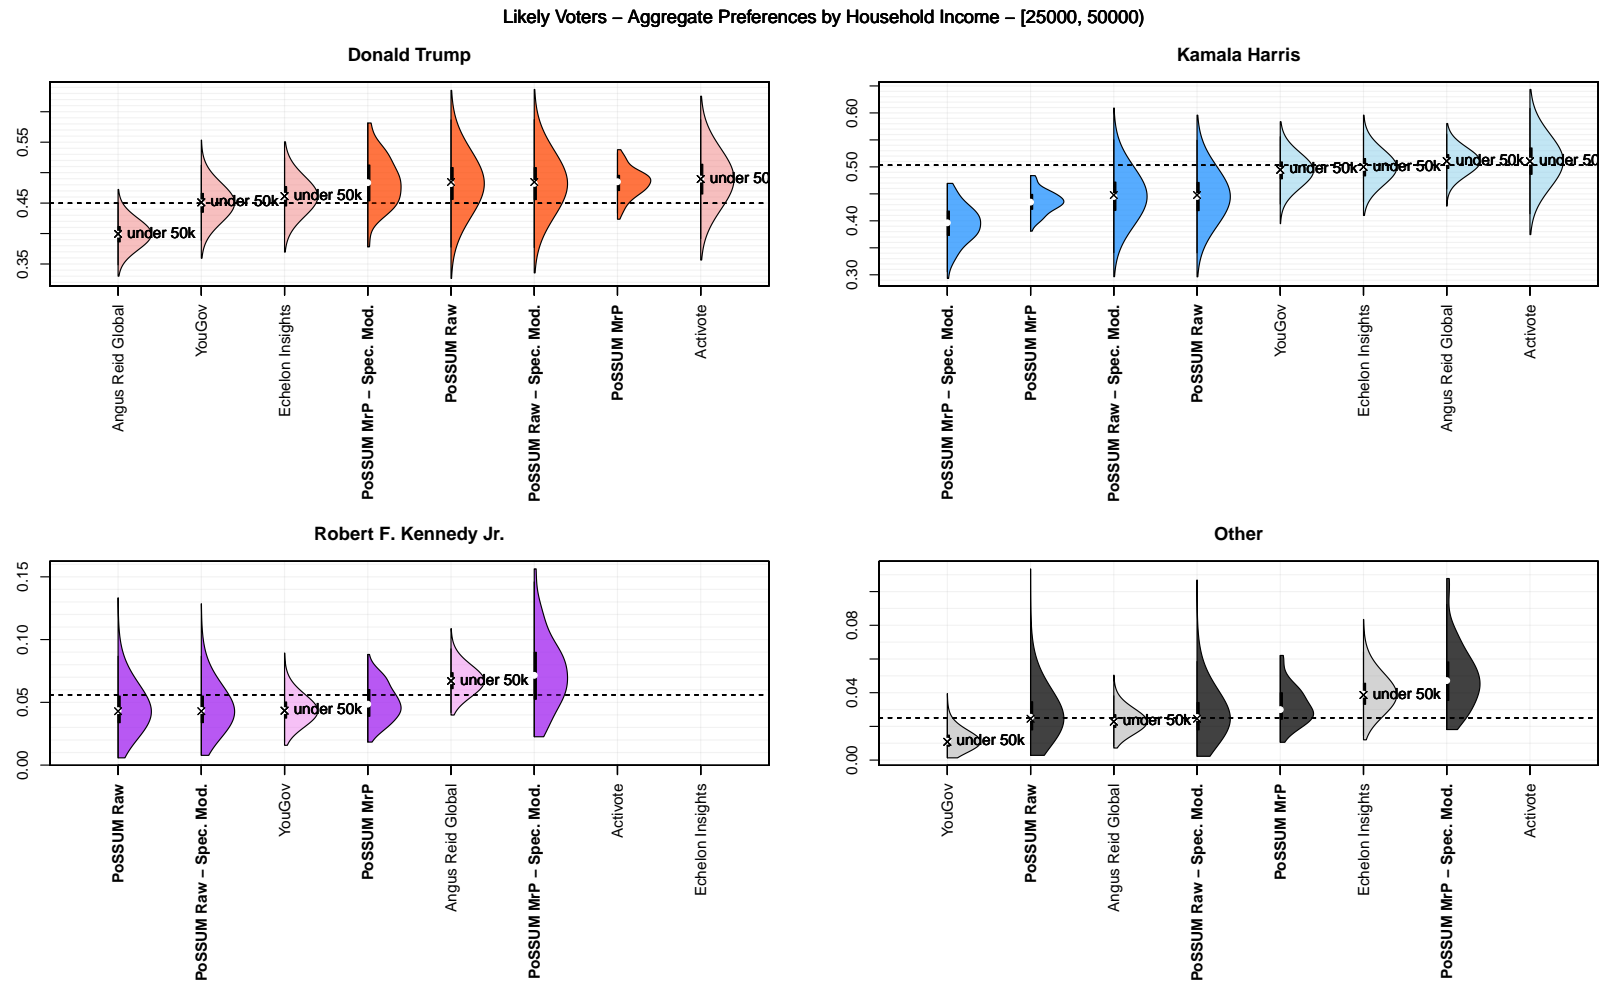 Likely Voters – Aggregate Preferences by Household Income – [25000, 50000)
Donald Trump
0.55
0.45
0.35
under 50k
under 50k
under 50k
under 50
Angus Reid Global
YouGov
Echelon Insights
PoSSUM MrP – Spec. Mod.
PoSSUM Raw
PoSSUM Raw – Spec. Mod.
PoSSUM MrP
Activote
Kamala Harris
0.60
0.50
0.40
0.30
under 50k
under 50k
under 50k
under 50
PoSSUM MrP – Spec. Mod.
PoSSUM MrP
PoSSUM Raw – Spec. Mod.
PoSSUM Raw
YouGov
Echelon Insights
Angus Reid Global
Activote
Robert F. Kennedy Jr.
0.15
0.10
0.05
0.00
under 50k
under 50k
PoSSUM Raw
PoSSUM Raw – Spec. Mod.
YouGov
PoSSUM MrP
Angus Reid Global
PoSSUM MrP – Spec. Mod.
Activote
Echelon Insights
Other
0.08
0.04
0.00
under 50k
under 50k
under 50k
YouGov
PoSSUM Raw
Angus Reid Global
PoSSUM Raw – Spec. Mod.
PoSSUM MrP
Echelon Insights
PoSSUM MrP – Spec. Mod.
Activote